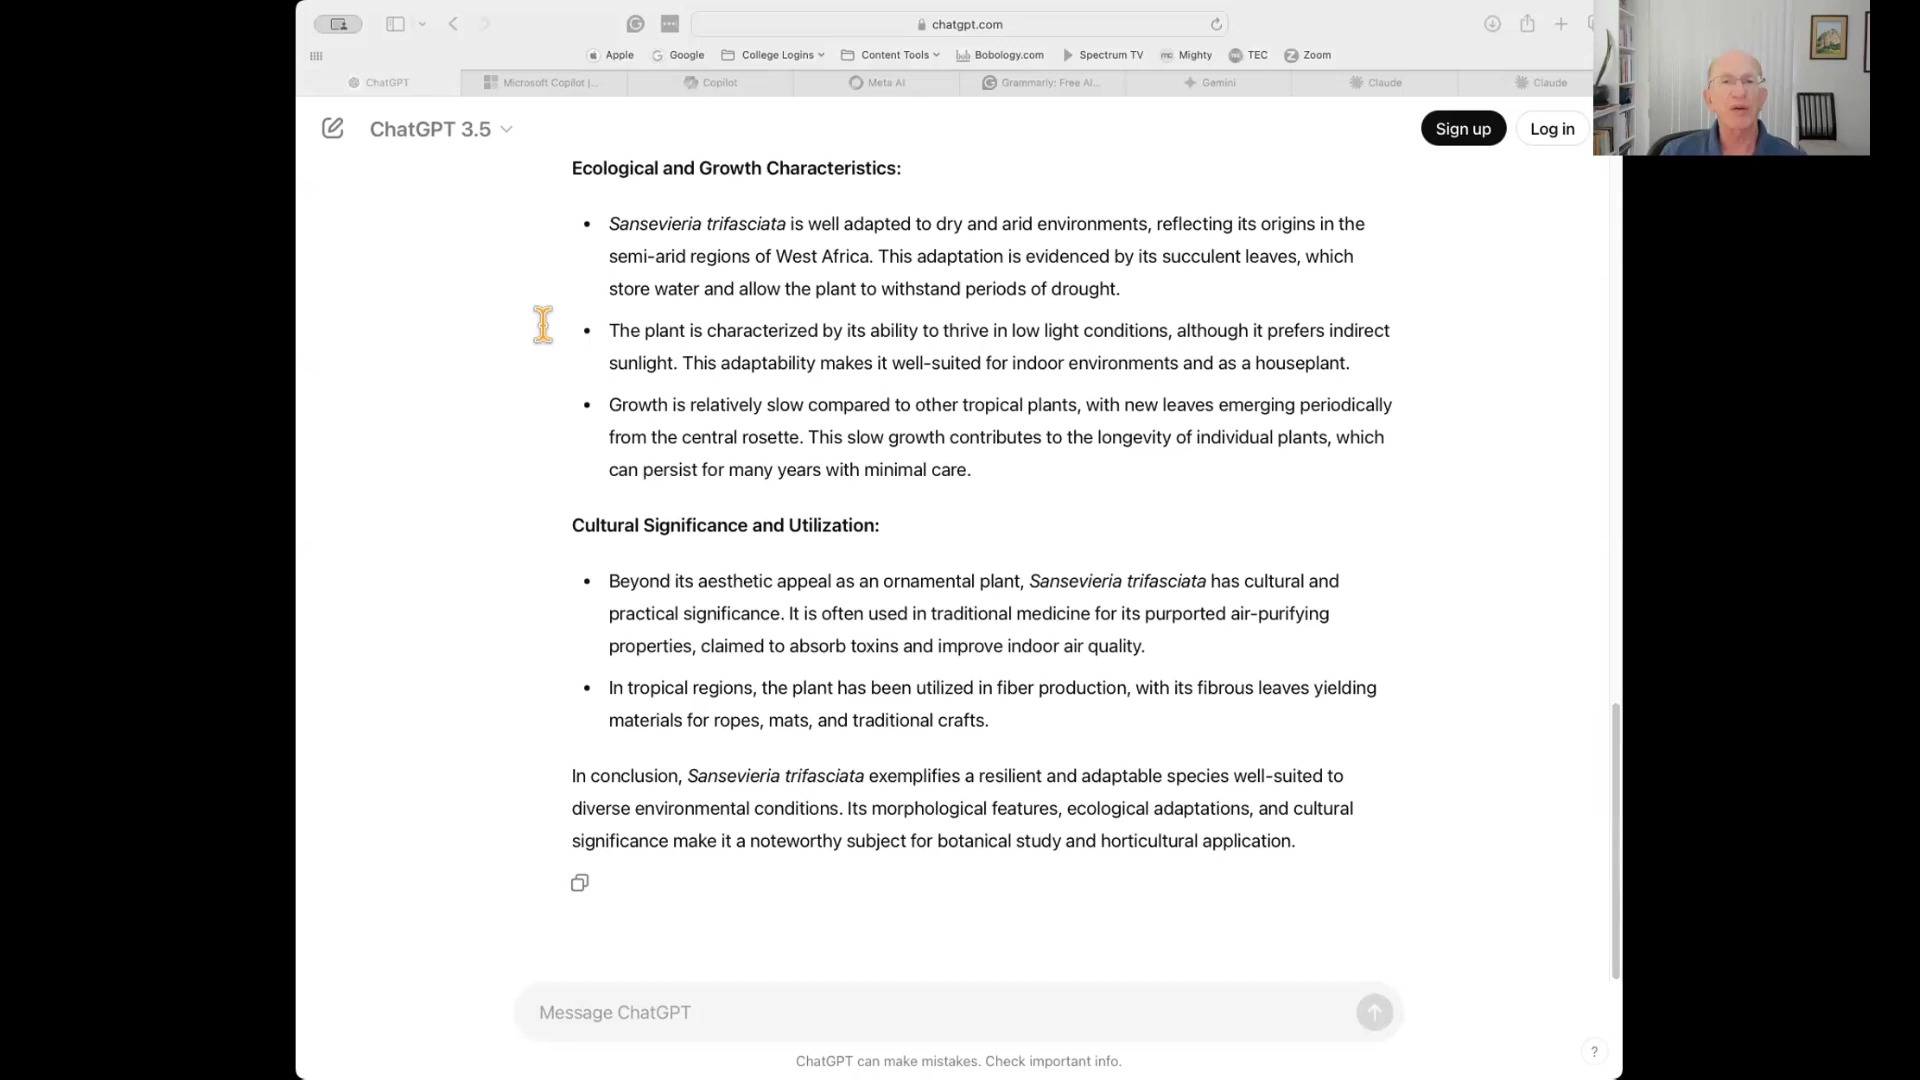 chatgpt.com
Apple Google College Logins Content Tools bob Bobology.com Spectrum TV mc Mighty TEC Zoom
ChatGPT Microsoft Copilot |... Copilot Meta AI Grammarly: Free AI... Gemini Claude Claude
ChatGPT 3.5
Sign up
Log in
Ecological and Growth Characteristics:
• Sansevieria trifasciata is well adapted to dry and arid environments, reflecting its origins in the
semi-arid regions of West Africa. This adaptation is evidenced by its succulent leaves, which
store water and allow the plant to withstand periods of drought.
• The plant is characterized by its ability to thrive in low light conditions, although it prefers indirect
sunlight. This adaptability makes it well-suited for indoor environments and as a houseplant.
• Growth is relatively slow compared to other tropical plants, with new leaves emerging periodically
from the central rosette. This slow growth contributes to the longevity of individual plants, which
can persist for many years with minimal care.
Cultural Significance and Utilization:
• Beyond its aesthetic appeal as an ornamental plant, Sansevieria trifasciata has cultural and
practical significance. It is often used in traditional medicine for its purported air-purifying
properties, claimed to absorb toxins and improve indoor air quality.
• In tropical regions, the plant has been utilized in fiber production, with its fibrous leaves yielding
materials for ropes, mats, and traditional crafts.
In conclusion, Sansevieria trifasciata exemplifies a resilient and adaptable species well-suited to
diverse environmental conditions. Its morphological features, ecological adaptations, and cultural
significance make it a noteworthy subject for botanical study and horticultural application.
Message ChatGPT
ChatGPT can make mistakes. Check important info.
?